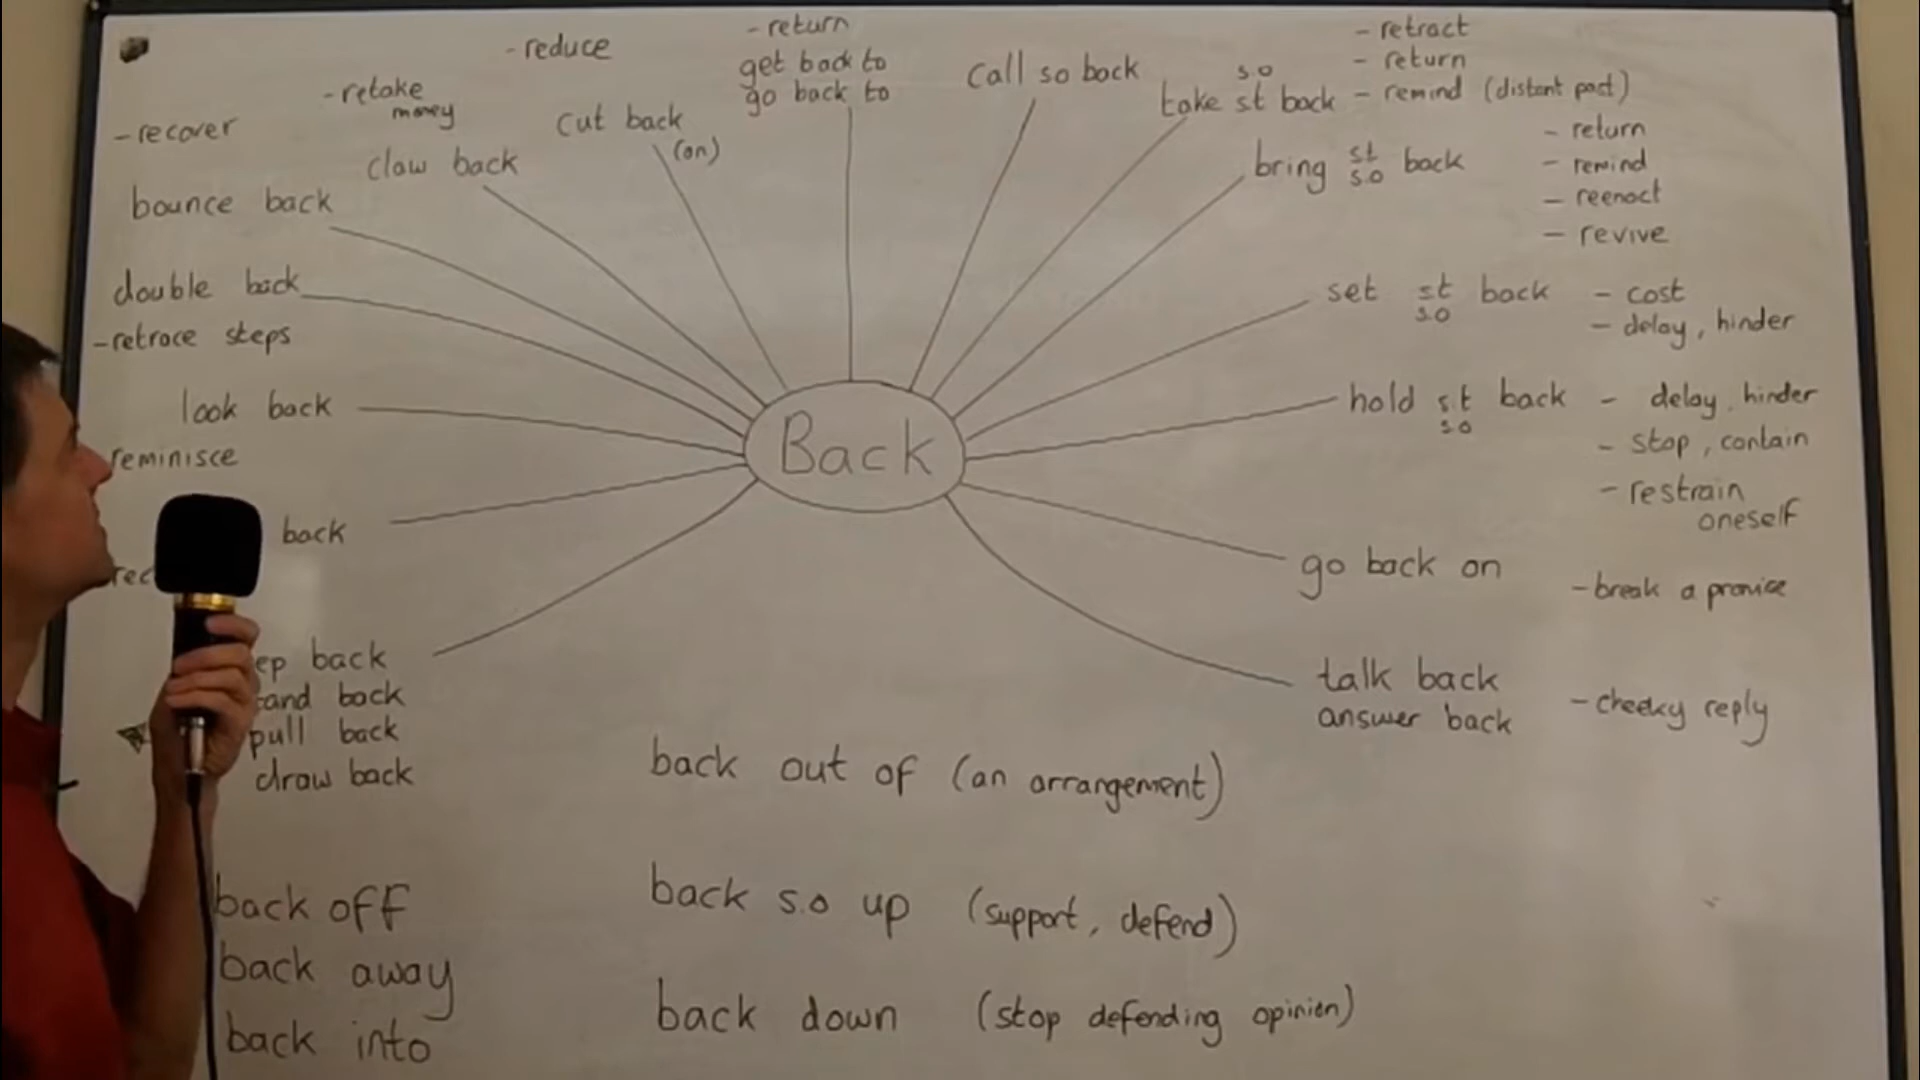 - return
- reduce
get back to
go back to
call so back
- retract
- return
- remind (distant past)
so
take st back
- retake
money
- recover
cut back
(on)
claw back
bring st back
so
- return
- remind
- reenact
- revive
bounce back
double back
- retrace steps
set st back
so
- cost
- delay, hinder
look back
reminisce
Back
hold st back
so
- delay, hinder
- stop, contain
- restrain
oneself
back
go back on
- break a promise
back
back
pull back
draw back
talk back
answer back
- cheeky reply
back out of (an arrangement)
back off
back away
back into
back s.o up (support, defend)
back down (stop defending opinion)